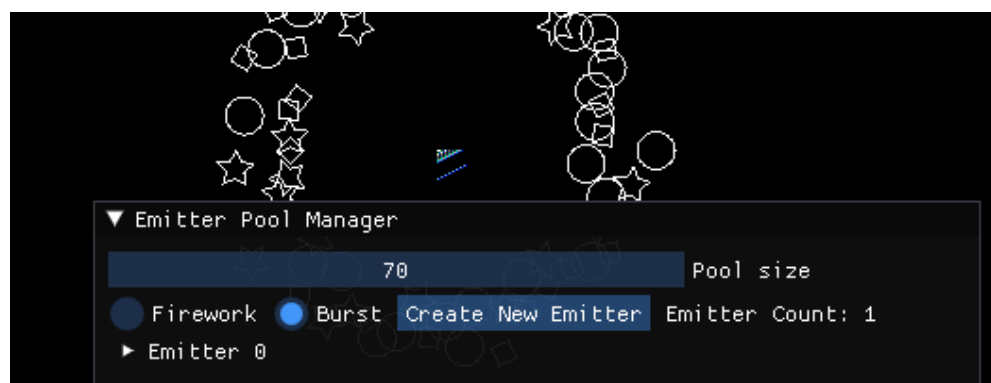 Emitter Pool Manager
70 Pool size
Firework Burst Create New Emitter Emitter Count: 1
Emitter 0